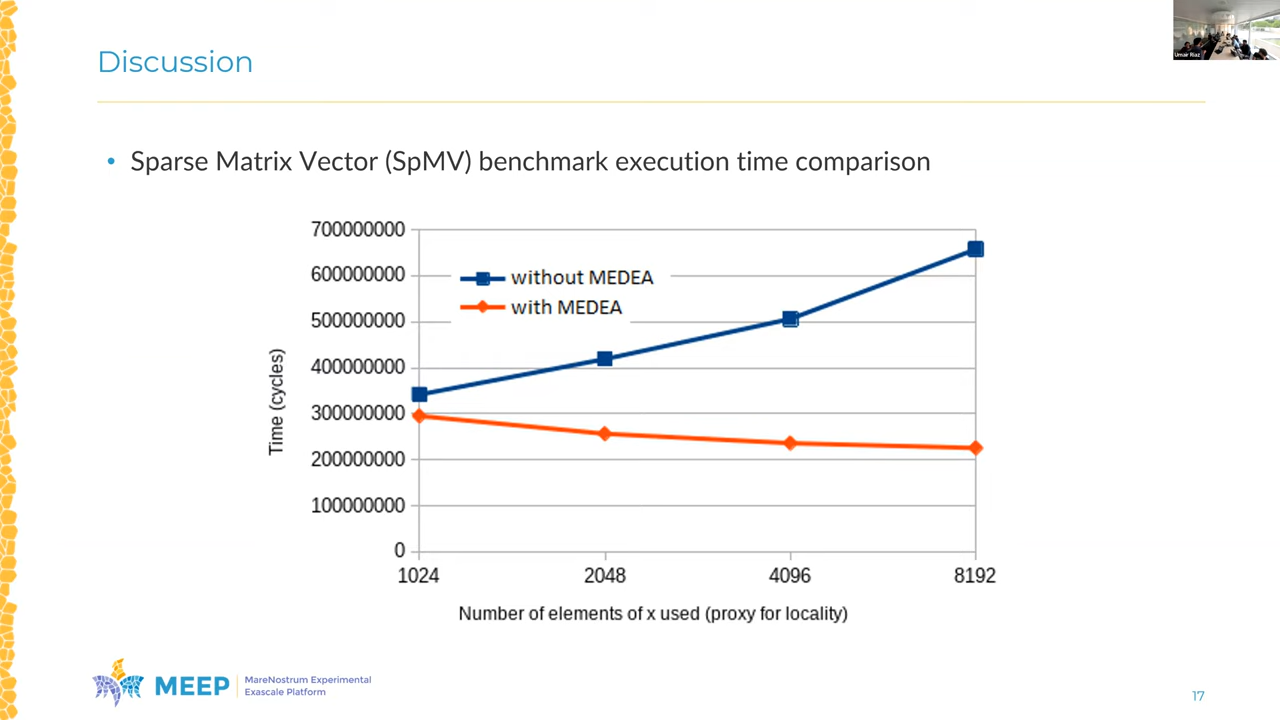 Discussion
Umair Riaz
• Sparse Matrix Vector (SpMV) benchmark execution time comparison
700000000
600000000
500000000
400000000
300000000
200000000
100000000
0
without MEDEA
with MEDEA
Time (cycles)
1024 2048 4096 8192
Number of elements of x used (proxy for locality)
MEEP
MareNostrum Experimental
Exascale Platform
17